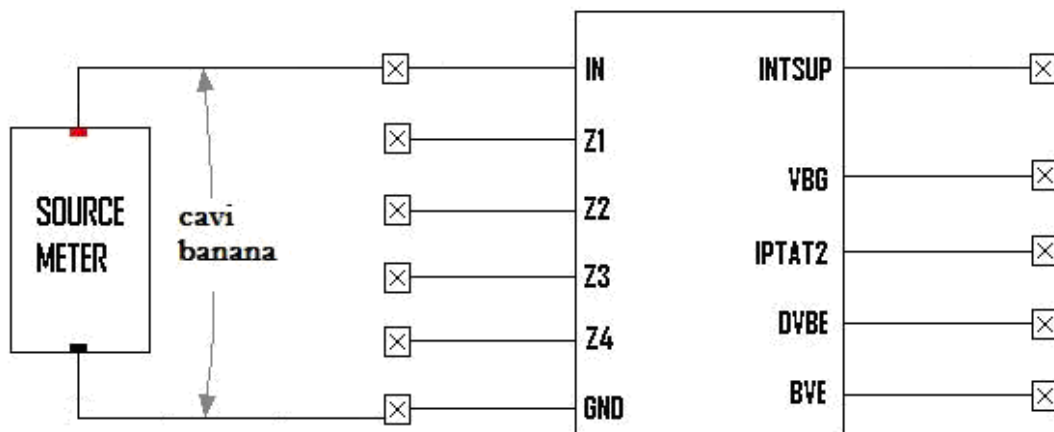 SOURCE
METER
cavi
banana
IN
Z1
Z2
Z3
Z4
GND
INTSUP
VBG
IPTAT2
DVBE
BVE